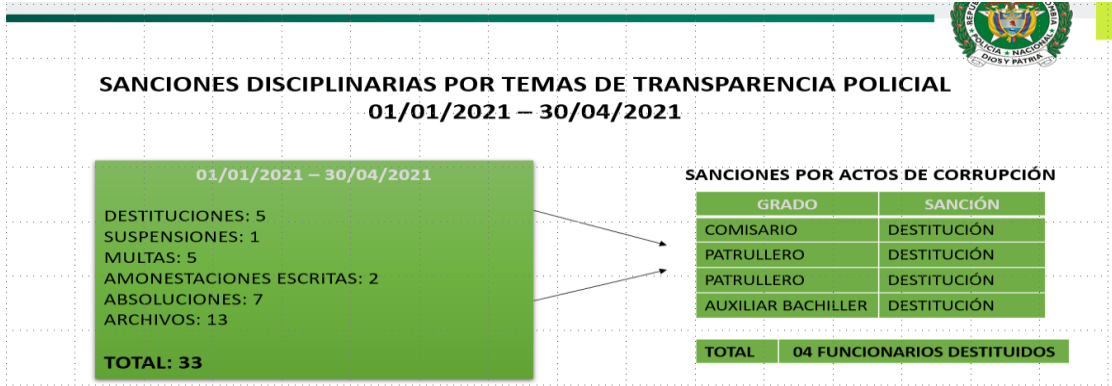 POLICÍA NACIONAL
DIOS Y PATRIA
SANCIONES DISCIPLINARIAS POR TEMAS DE TRANSPARENCIA POLICIAL
01/01/2021 – 30/04/2021
01/01/2021 – 30/04/2021
DESTITUCIONES: 5
SUSPENSIONES: 1
MULTAS: 5
AMONESTACIONES ESCRITAS: 2
ABSOLUCIONES: 7
ARCHIVOS: 13
TOTAL: 33
SANCIONES POR ACTOS DE CORRUPCIÓN
GRADO SANCIÓN
COMISARIO DESTITUCIÓN
PATRULLERO DESTITUCIÓN
PATRULLERO DESTITUCIÓN
AUXILIAR BACHILLER DESTITUCIÓN
TOTAL 04 FUNCIONARIOS DESTITUIDOS